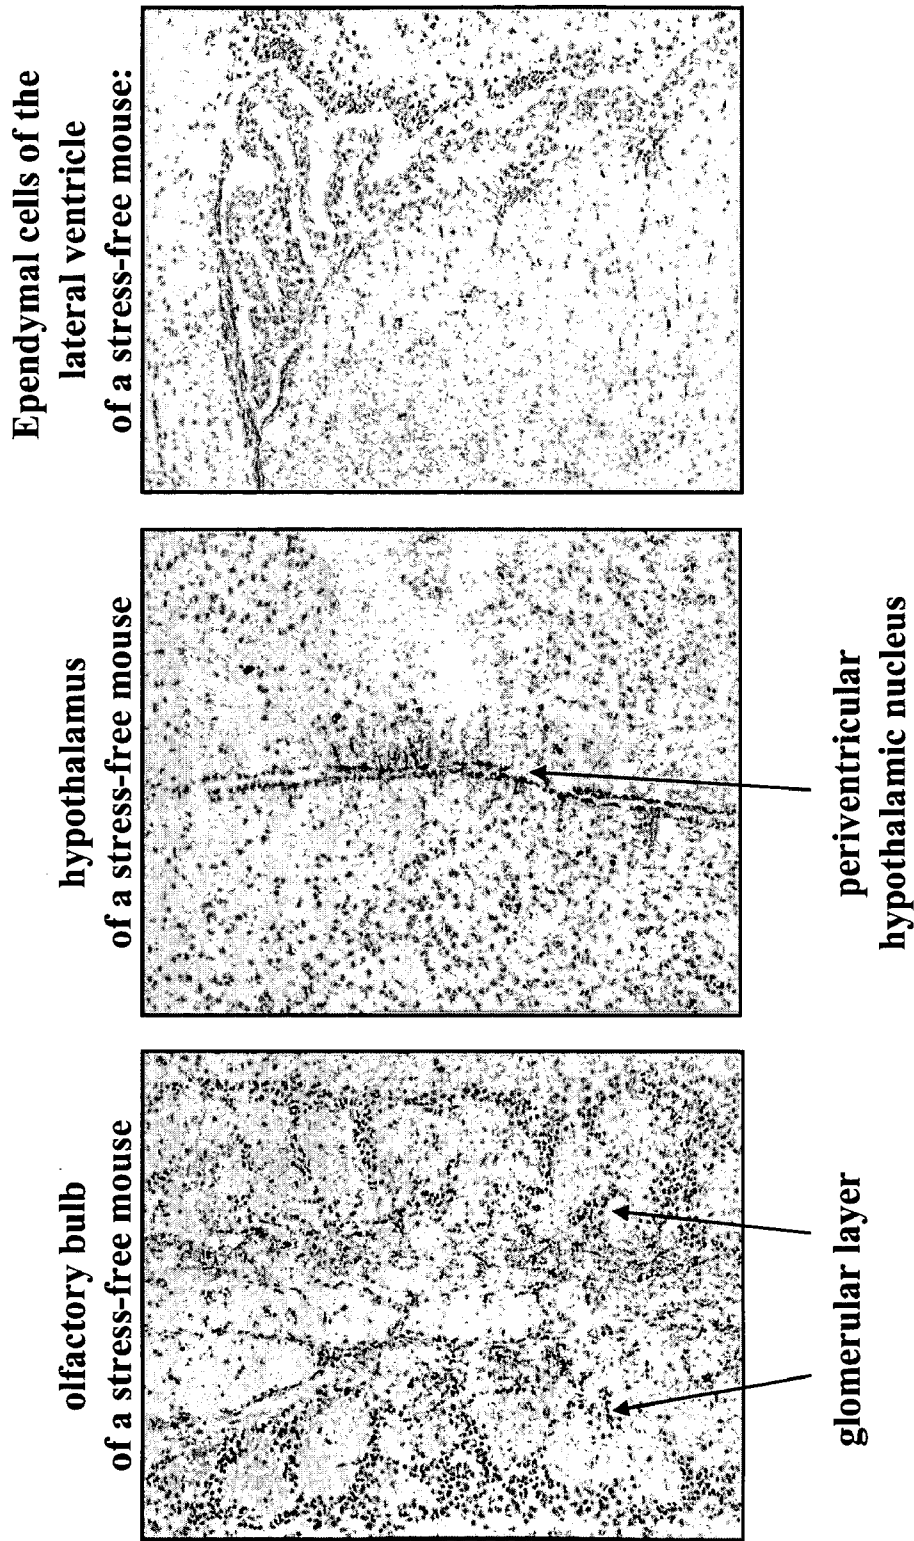 olfactory bulb
of a stress-free mouse
glomerular layer
hypothalamus
of a stress-free mouse
periventricular
hypothalamic nucleus
Ependymal cells of the
lateral ventricle
of a stress-free mouse: